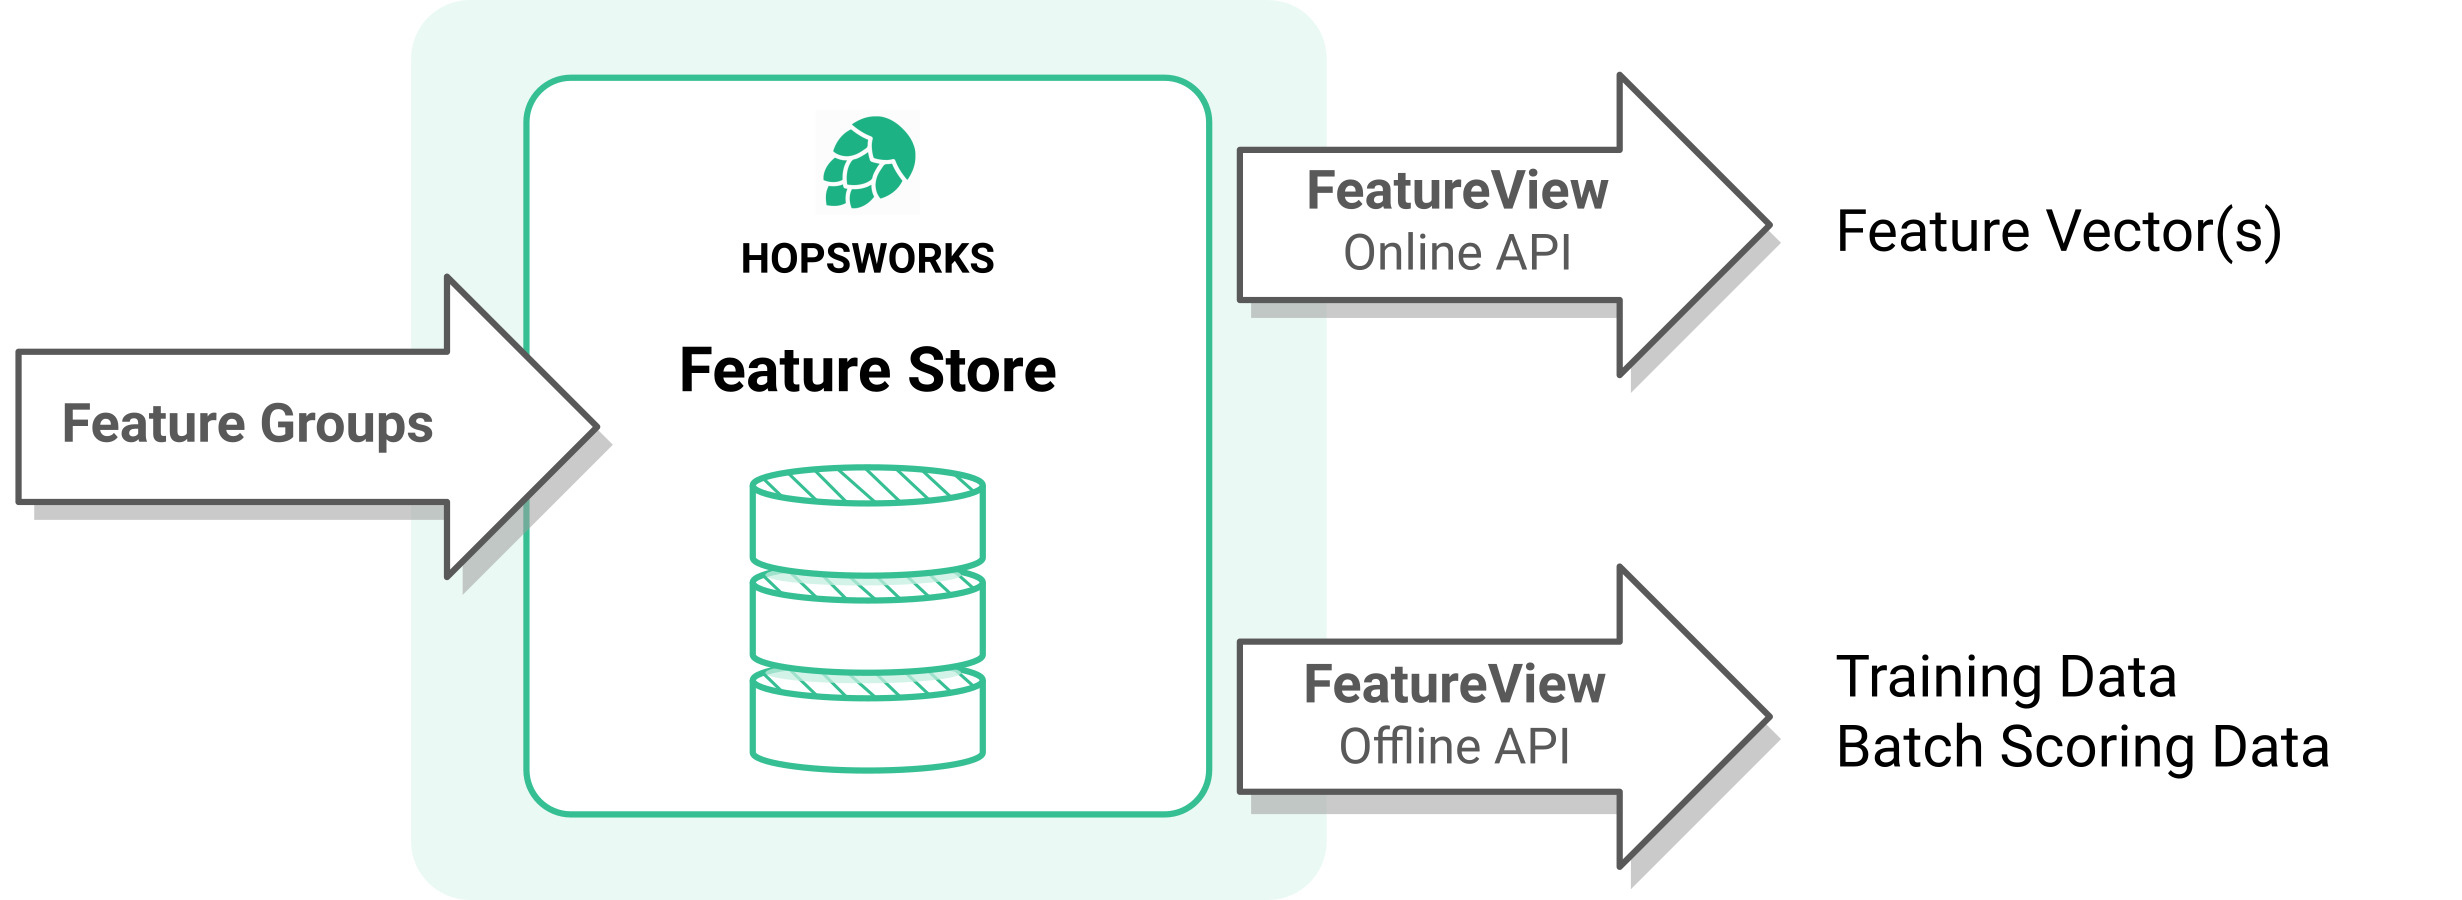 Feature Groups
HOPSWORKS
Feature Store
FeatureView
Online API
Feature Vector(s)
FeatureView
Offline API
Training Data
Batch Scoring Data